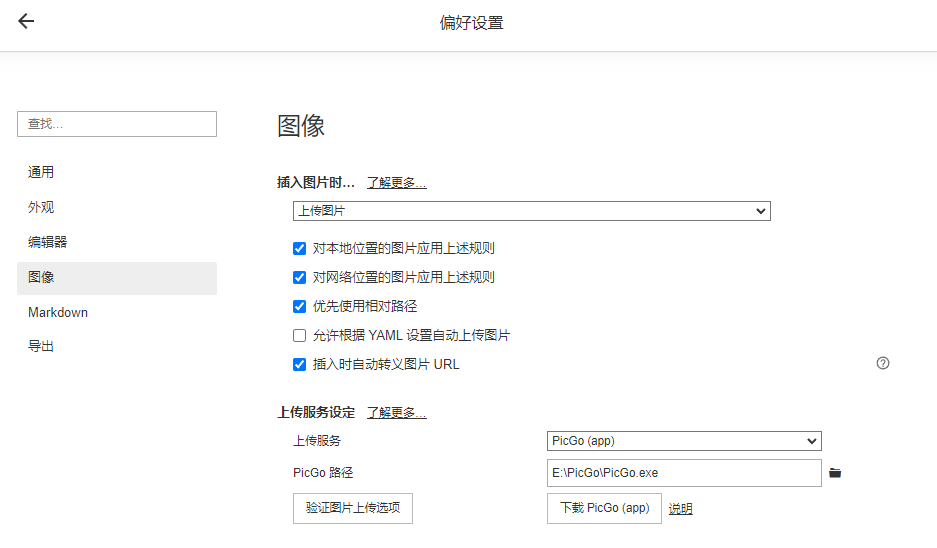 偏好设置
查找...
通用
外观
编辑器
图像
Markdown
导出
图像
插入图片时... 了解更多...
上传图片
对本地位置的图片应用上述规则
对网络位置的图片应用上述规则
优先使用相对路径
允许根据 YAML 设置自动上传图片
插入时自动转义图片 URL
上传服务设定 了解更多...
上传服务 PicGo (app)
PicGo 路径 E:\PicGo\PicGo.exe
验证图片上传选项 下载 PicGo (app) 说明